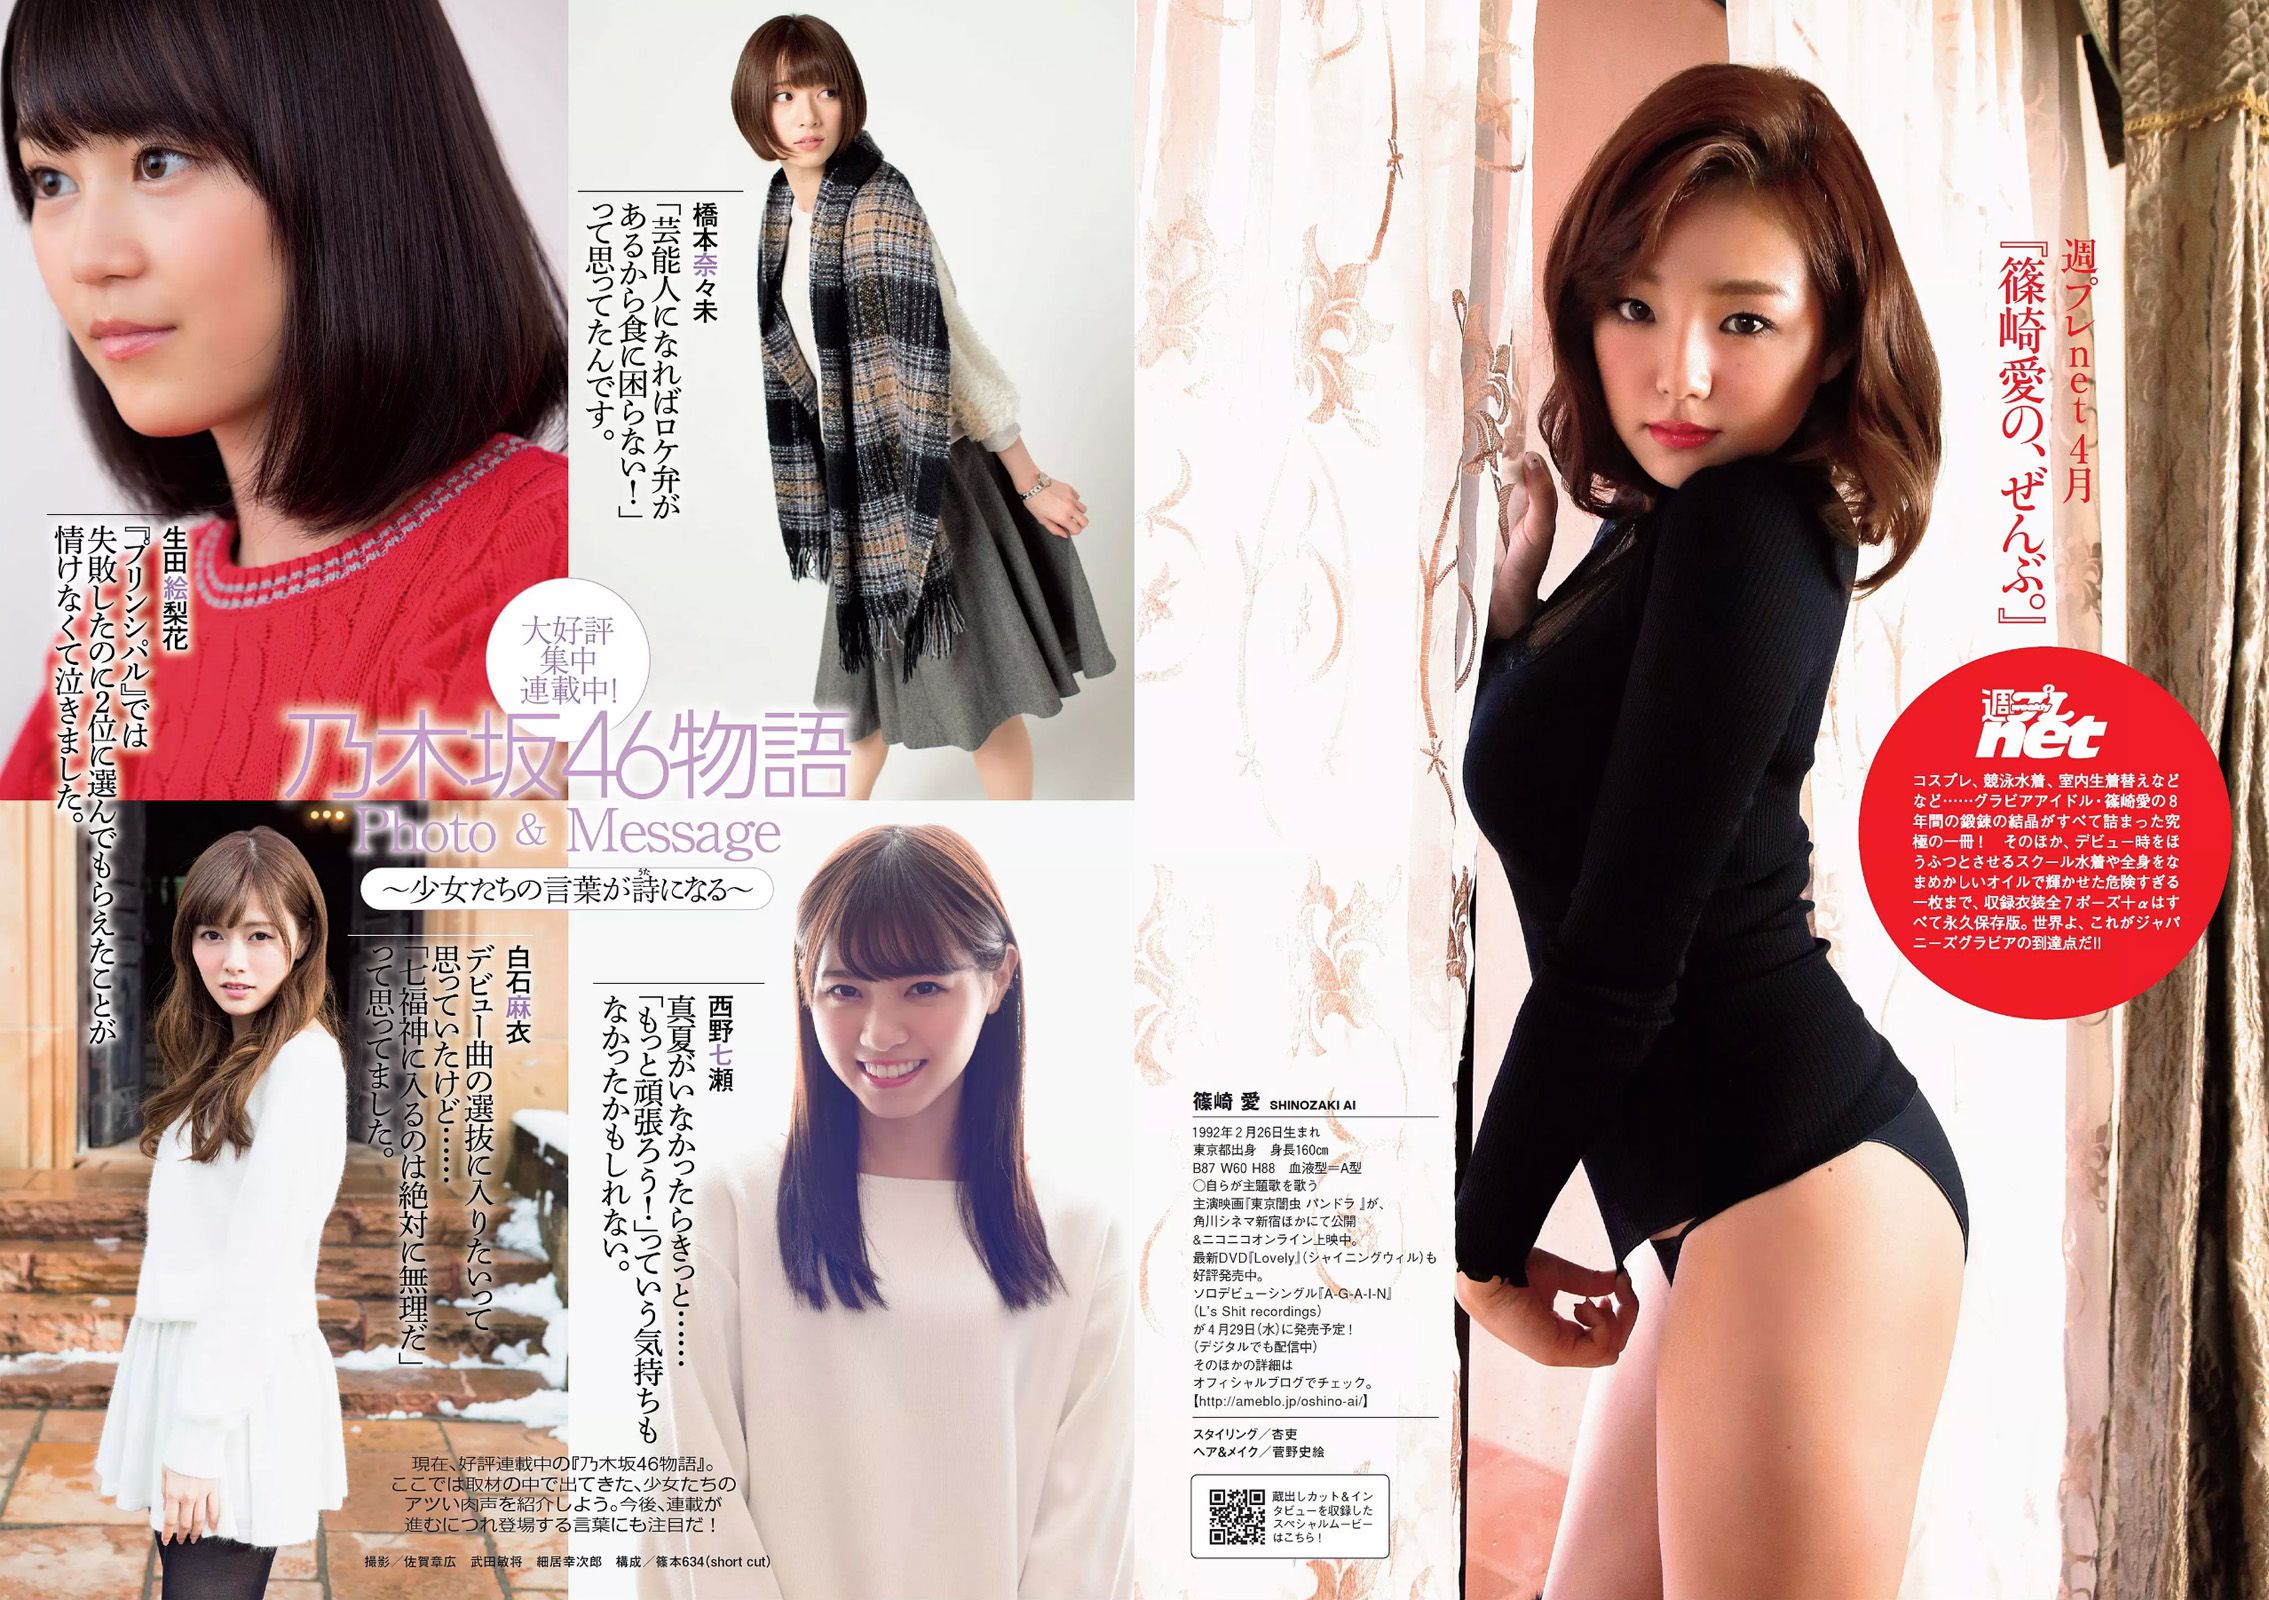 週プレnet 4月
『篠崎愛の、ぜんぶ。』
週プレ
net
コスプレ、競泳水着、室内生着替えなど
など……グラビアアイドル・篠崎愛の8
年間の鍛錬の結晶がすべて詰まった究
極の一冊！　そのほか、デビュー時をほ
うふつとさせるスクール水着や全身をな
まめかしいオイルで輝かせた危険すぎる
一枚まで、収録衣装全7ポーズ＋αはす
べて永久保存版。世界よ、これがジャパ
ニーズグラビアの到達点だ!!
篠崎 愛 SHINOZAKI AI
1992年2月26日生まれ
東京都出身　身長160㎝
B87 W60 H88　血液型＝A型
○自らが主題歌を歌う
主演映画『東京闇虫 パンドラ』が、
角川シネマ新宿ほかにて公開
&ニコニコオンライン上映中。
最新DVD『Lovely』（シャイニングウィル）も
好評発売中。
ソロデビューシングル『A-G-A-I-N』
（L's Shit recordings）
が4月29日（水）に発売予定！
（デジタルでも配信中）
そのほかの詳細は
オフィシャルブログでチェック。
【http://ameblo.jp/oshino-ai/】
スタイリング／杏吏
ヘア&メイク／菅野史絵
蔵出しカット&イン
タビューを収録した
スペシャルムービー
はこちら！
橋本奈々未
「芸能人になればロケ弁が
あるから食に困らない！」
って思ってたんです。
生田絵梨花
『プリンシパル』では
失敗したのに2位に選んでもらえたことが
情けなくて泣きました。
大好評
集中
連載中!
乃木坂46物語
Photo & Message
～少女たちの言葉が詩になる～
うた
西野七瀬
真夏がいなかったらきっと……
「もっと頑張ろう！」っていう気持ちも
なかったかもしれない。
白石麻衣
デビュー曲の選抜に入りたいって
思っていたけど……
「七福神に入るのは絶対に無理だ」
って思ってました。
現在、好評連載中の『乃木坂46物語』。
ここでは取材の中で出てきた、少女たちの
アツい肉声を紹介しよう。今後、連載が
進むにつれ登場する言葉にも注目だ！
撮影／佐賀章広　武田敏将　細居幸次郎　構成／篠本634（short cut）